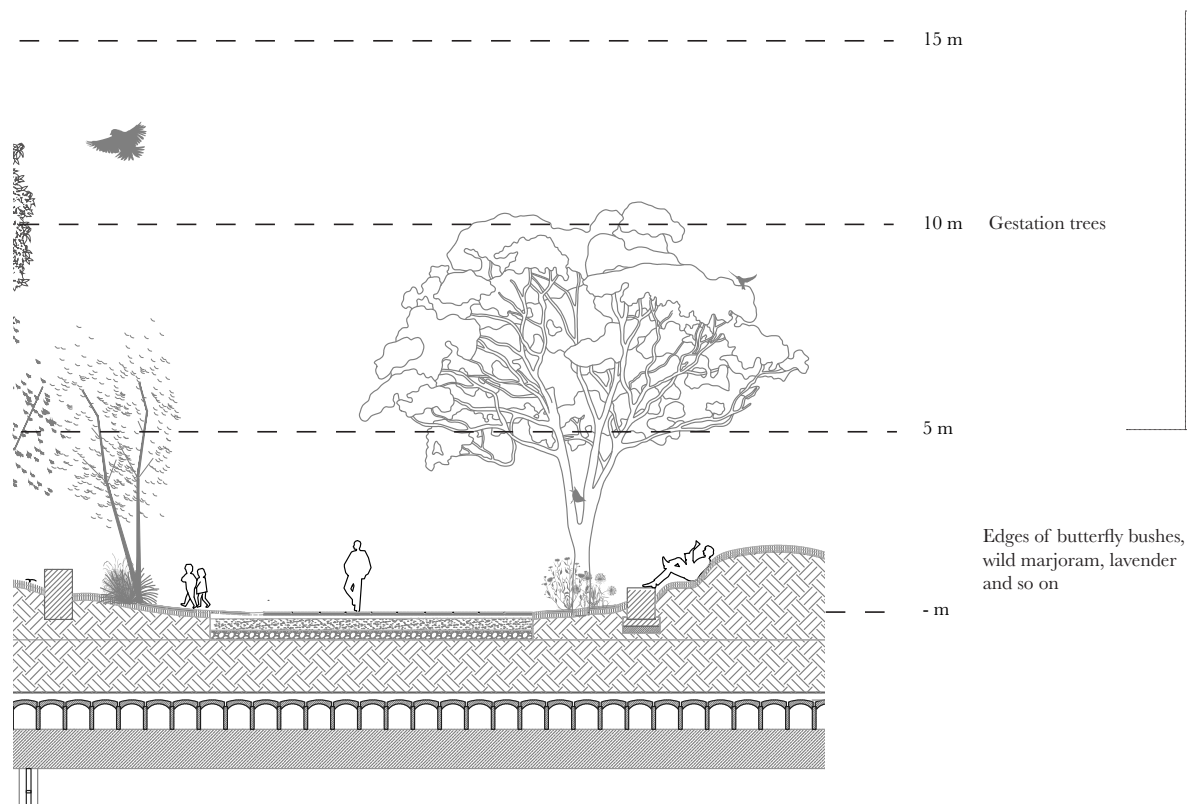 15 m
10 m Gestation trees
5 m
Edges of butterfly bushes,
wild marjoram, lavender
and so on
- m